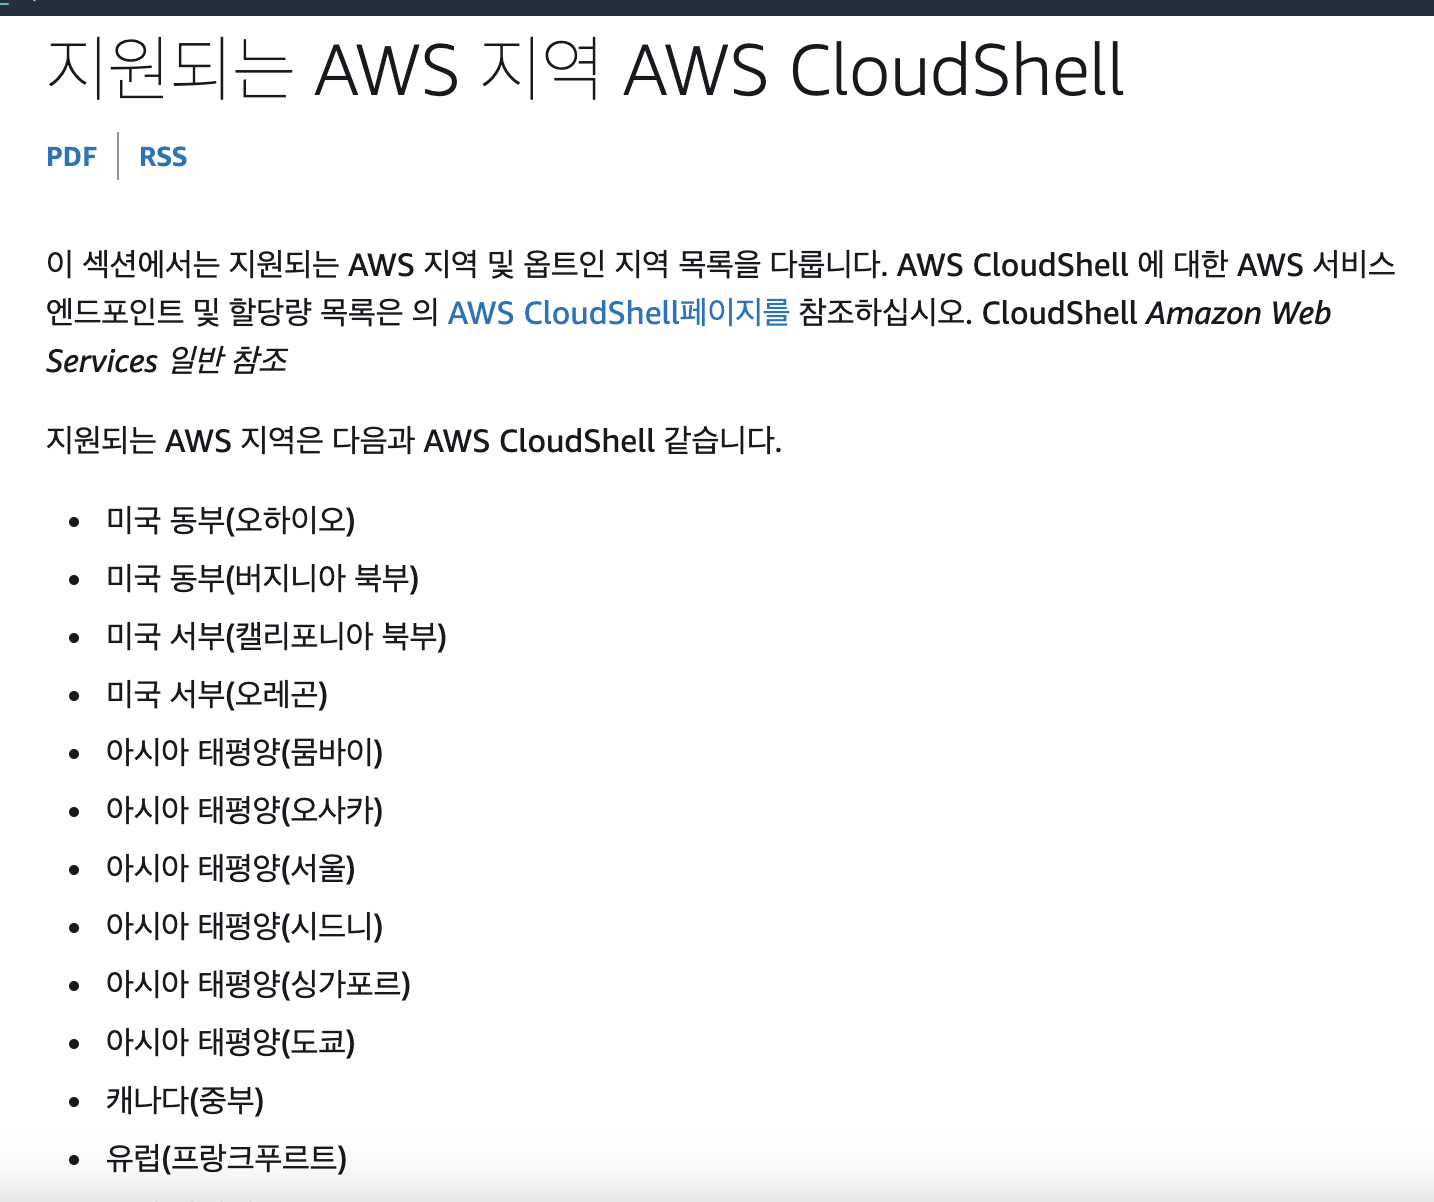 지원되는 AWS 지역 AWS CloudShell
PDF
RSS
이 섹션에서는 지원되는 AWS 지역 및 옵트인 지역 목록을 다룹니다. AWS CloudShell 에 대한 AWS 서비스
엔드포인트 및 할당량 목록은 의 AWS CloudShell페이지를 참조하십시오. CloudShell Amazon Web
Services 일반 참조
지원되는 AWS 지역은 다음과 AWS CloudShell 같습니다.
• 미국 동부(오하이오)
• 미국 동부(버지니아 북부)
• 미국 서부(캘리포니아 북부)
• 미국 서부(오레곤)
• 아시아 태평양(뭄바이)
• 아시아 태평양(오사카)
• 아시아 태평양(서울)
• 아시아 태평양(시드니)
• 아시아 태평양(싱가포르)
• 아시아 태평양(도쿄)
• 캐나다(중부)
• 유럽(프랑크푸르트)